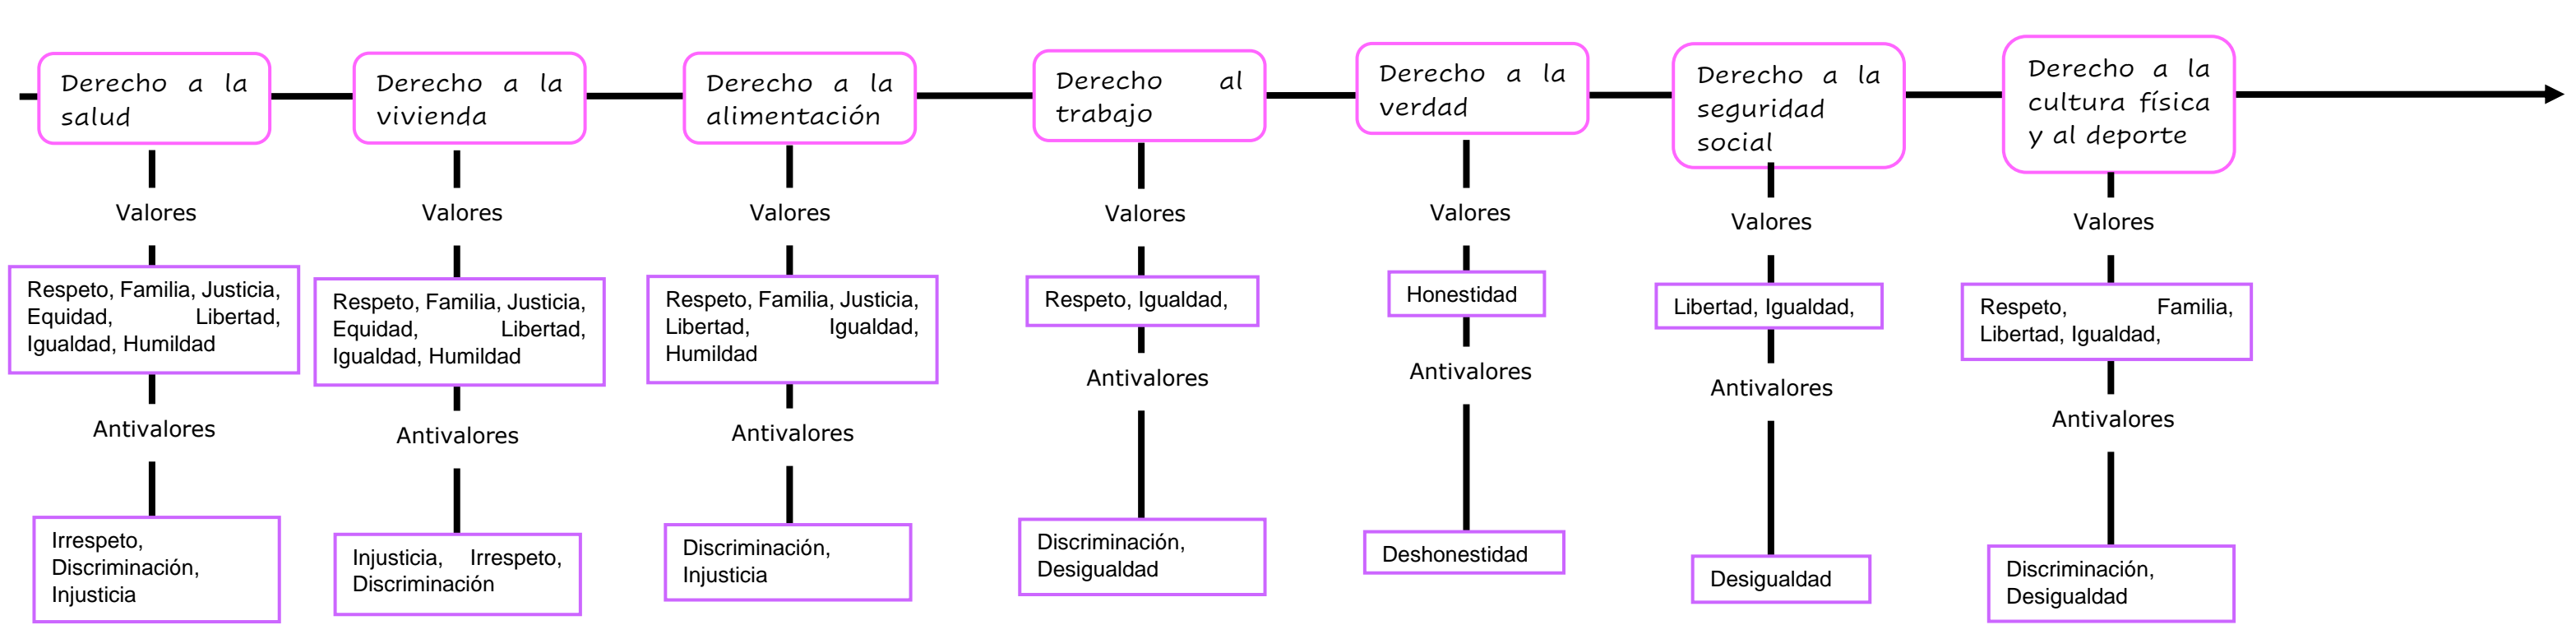 Derecho a la
salud
Valores
Respeto, Familia, Justicia,
Equidad, Libertad,
Igualdad, Humildad
Antivalores
Irrespeto,
Discriminación,
Injusticia
Derecho a la
vivienda
Valores
Respeto, Familia, Justicia,
Equidad, Libertad,
Igualdad, Humildad
Antivalores
Injusticia, Irrespeto,
Discriminación
Derecho a la
alimentación
Valores
Respeto, Familia, Justicia,
Libertad, Igualdad,
Humildad
Antivalores
Discriminación,
Injusticia
Derecho al
trabajo
Valores
Respeto, Igualdad,
Antivalores
Discriminación,
Desigualdad
Derecho a la
verdad
Valores
Honestidad
Antivalores
Deshonestidad
Derecho a la
seguridad
social
Valores
Libertad, Igualdad,
Antivalores
Desigualdad
Derecho a la
cultura física
y al deporte
Valores
Respeto, Familia,
Libertad, Igualdad,
Antivalores
Discriminación,
Desigualdad